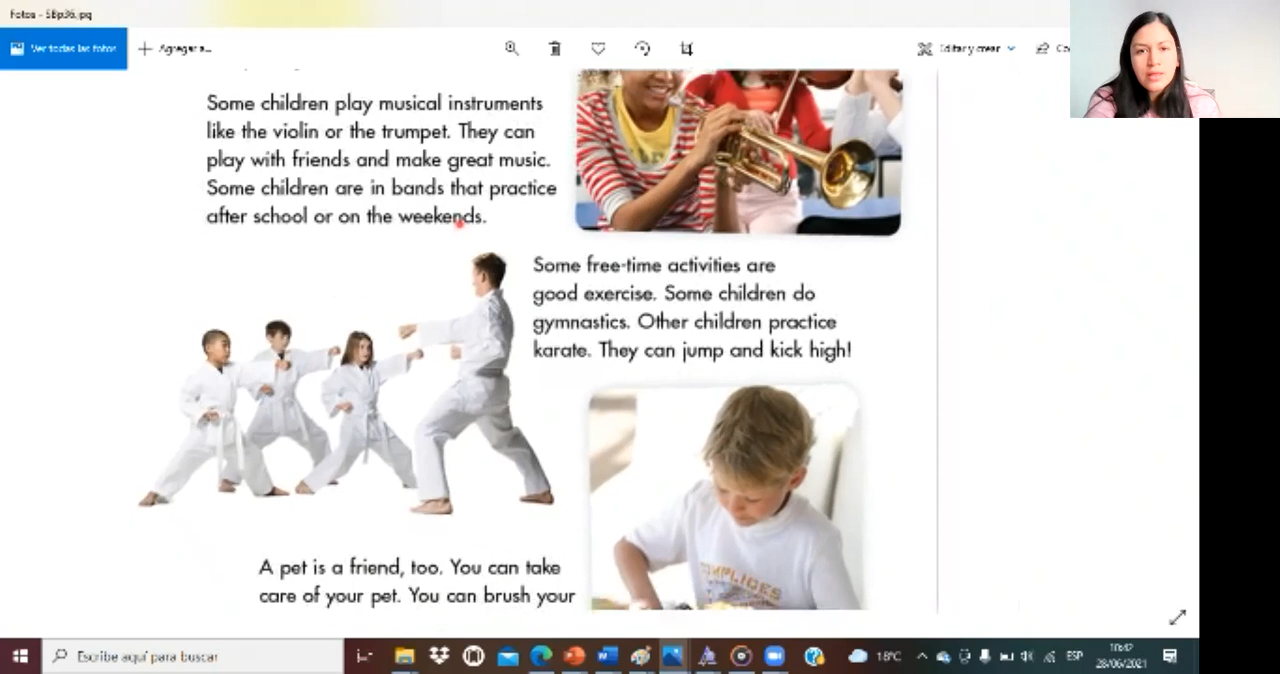 Fotos - SBp36.jpg
Ver todas las fotos
Agregar a...
Editar y crear
Some children play musical instruments
like the violin or the trumpet. They can
play with friends and make great music.
Some children are in bands that practice
after school or on the weekends.
Some free-time activities are
good exercise. Some children do
gymnastics. Other children practice
karate. They can jump and kick high!
COMPLICES
A pet is a friend, too. You can take
care of your pet. You can brush your
Escribe aquí para buscar
18°C
ESP
10:42
28/06/2021